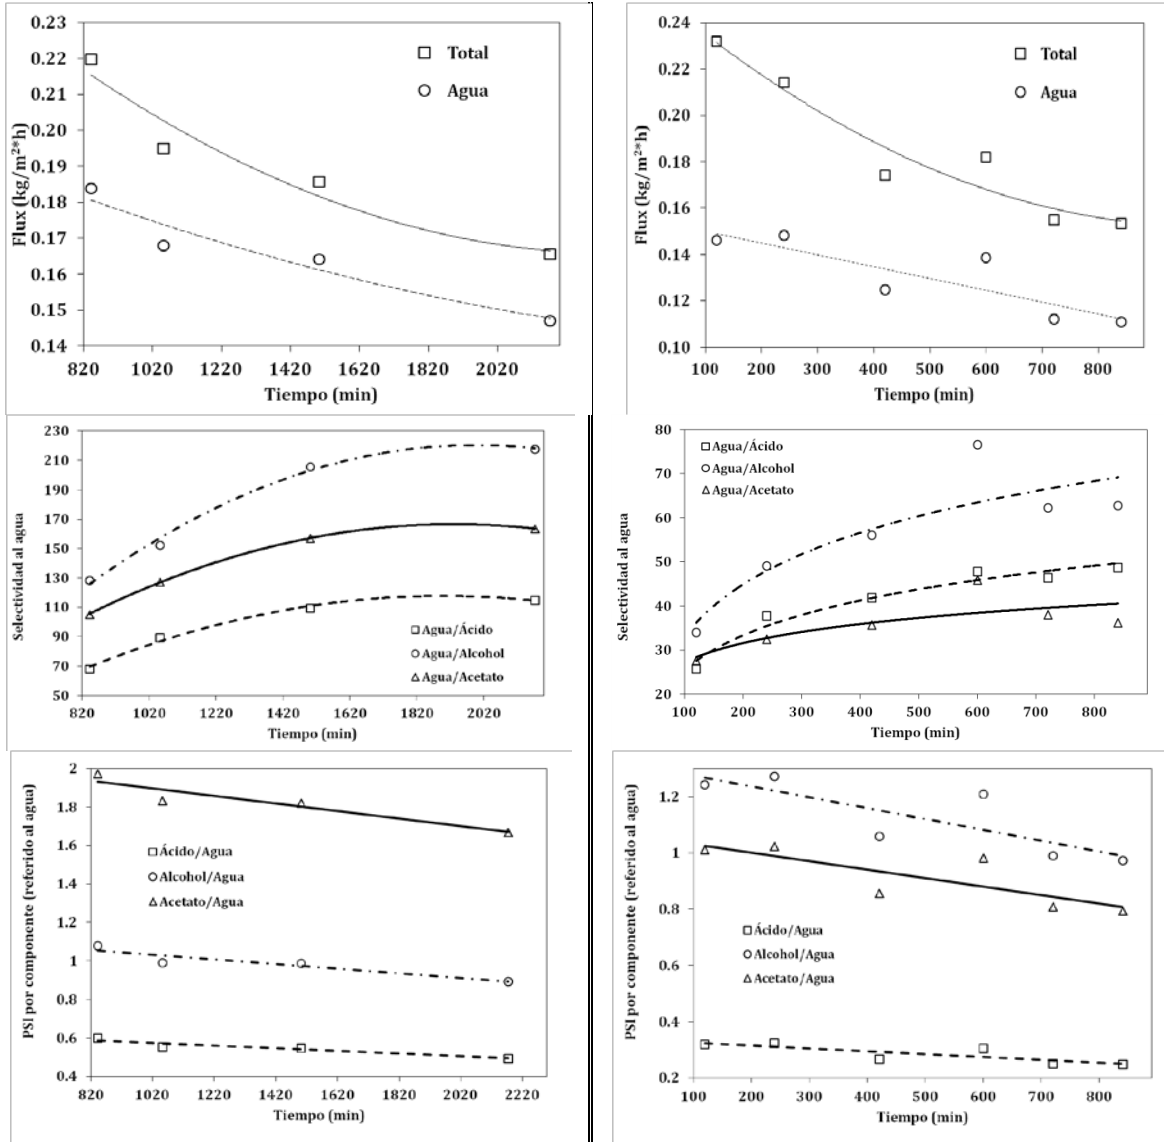 0.23
0.22
0.21
0.20
0.19
0.18
0.17
0.16
0.15
0.14
Flux (kg/m²*h)
Total
Agua
820 1020 1220 1420 1620 1820 2020
Tiempo (min)
0.24
0.22
0.20
0.18
0.16
0.14
0.12
0.10
Flux (kg/m²*h)
Total
Agua
100 200 300 400 500 600 700 800
Tiempo (min)
230
210
190
170
150
130
110
90
70
50
Selectividad al agua
Agua/Ácido
Agua/Alcohol
Agua/Acetato
820 1020 1220 1420 1620 1820 2020
Tiempo (min)
80
70
60
50
40
30
20
Selectividad al agua
Agua/Ácido
Agua/Alcohol
Agua/Acetato
100 200 300 400 500 600 700 800
Tiempo (min)
2
1.8
1.6
1.4
1.2
1
0.8
0.6
0.4
PSI por componente (referido al agua)
Ácido/Agua
Alcohol/Agua
Acetato/Agua
820 1020 1220 1420 1620 1820 2020 2220
Tiempo (min)
1.2
1
0.8
0.6
0.4
0.2
PSI por componente (referido al agua)
Ácido/Agua
Alcohol/Agua
Acetato/Agua
100 200 300 400 500 600 700 800
Tiempo (min)